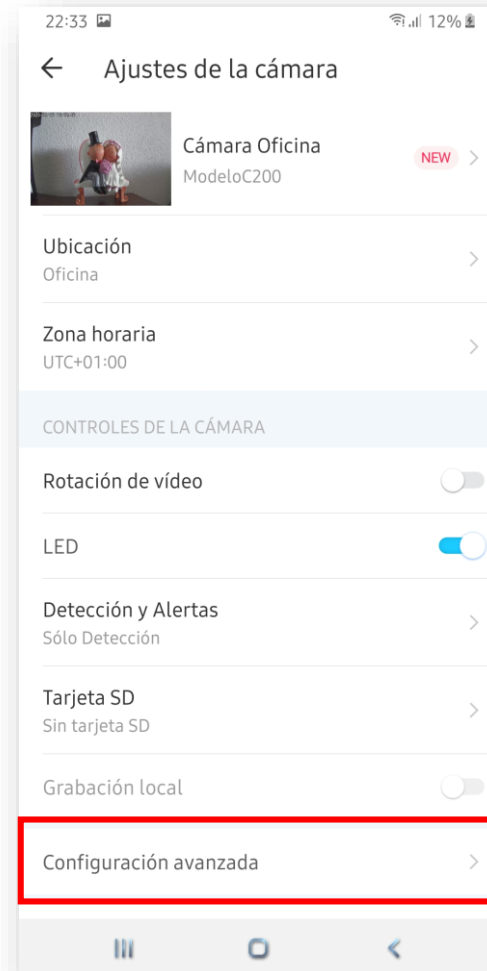 22:33 12%
Ajustes de la cámara
Cámara Oficina
NEW
ModeloC200
Ubicación
Oficina
Zona horaria
UTC+01:00
CONTROLES DE LA CÁMARA
Rotación de vídeo
LED
Detección y Alertas
Sólo Detección
Tarjeta SD
Sin tarjeta SD
Grabación local
Configuración avanzada